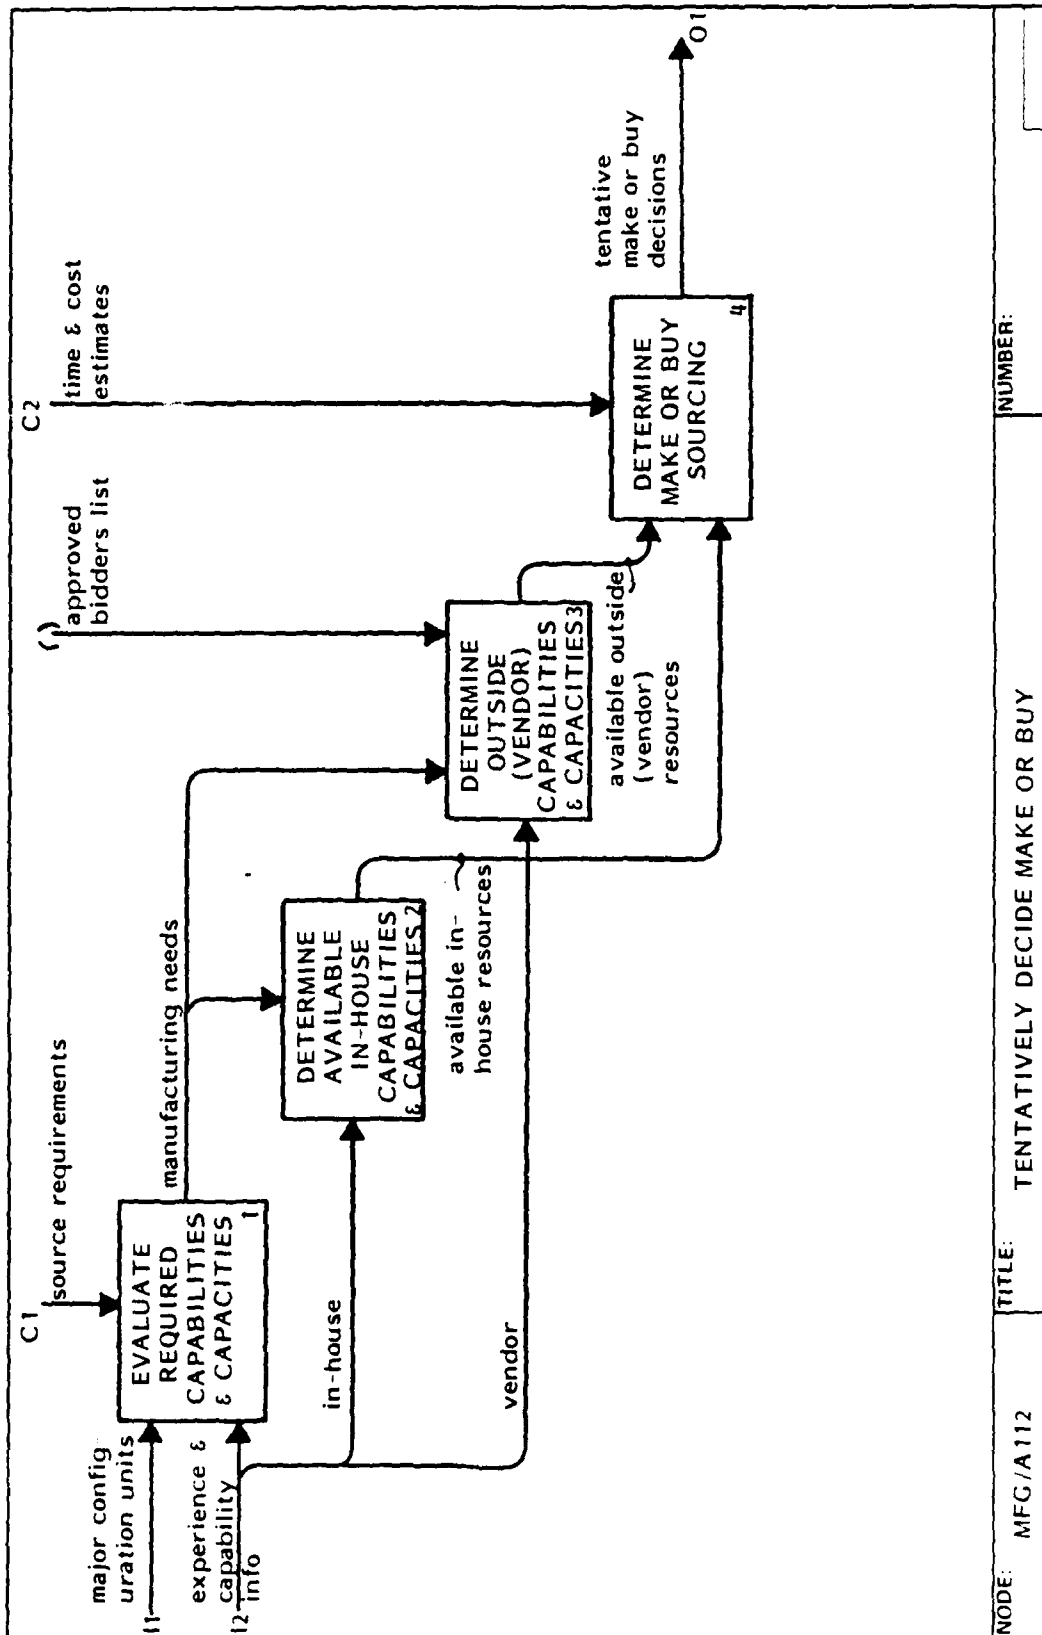 C1
source requirements
C2
time & cost
estimates
( )
approved
bidders list
major config
uration units
I1
experience &
capability
info
I2
EVALUATE
REQUIRED
CAPABILITIES
& CAPACITIES
1
manufacturing needs
in-house
vendor
DETERMINE
AVAILABLE
IN-HOUSE
CAPABILITIES
& CAPACITIES 2
available in-
house resources
DETERMINE
OUTSIDE
(VENDOR)
CAPABILITIES
& CAPACITIES 3
available outside
(vendor)
resources
DETERMINE
MAKE OR BUY
SOURCING
4
tentative
make or buy
decisions
O1
NODE: MFG/A112
TITLE: TENTATIVELY DECIDE MAKE OR BUY
NUMBER: